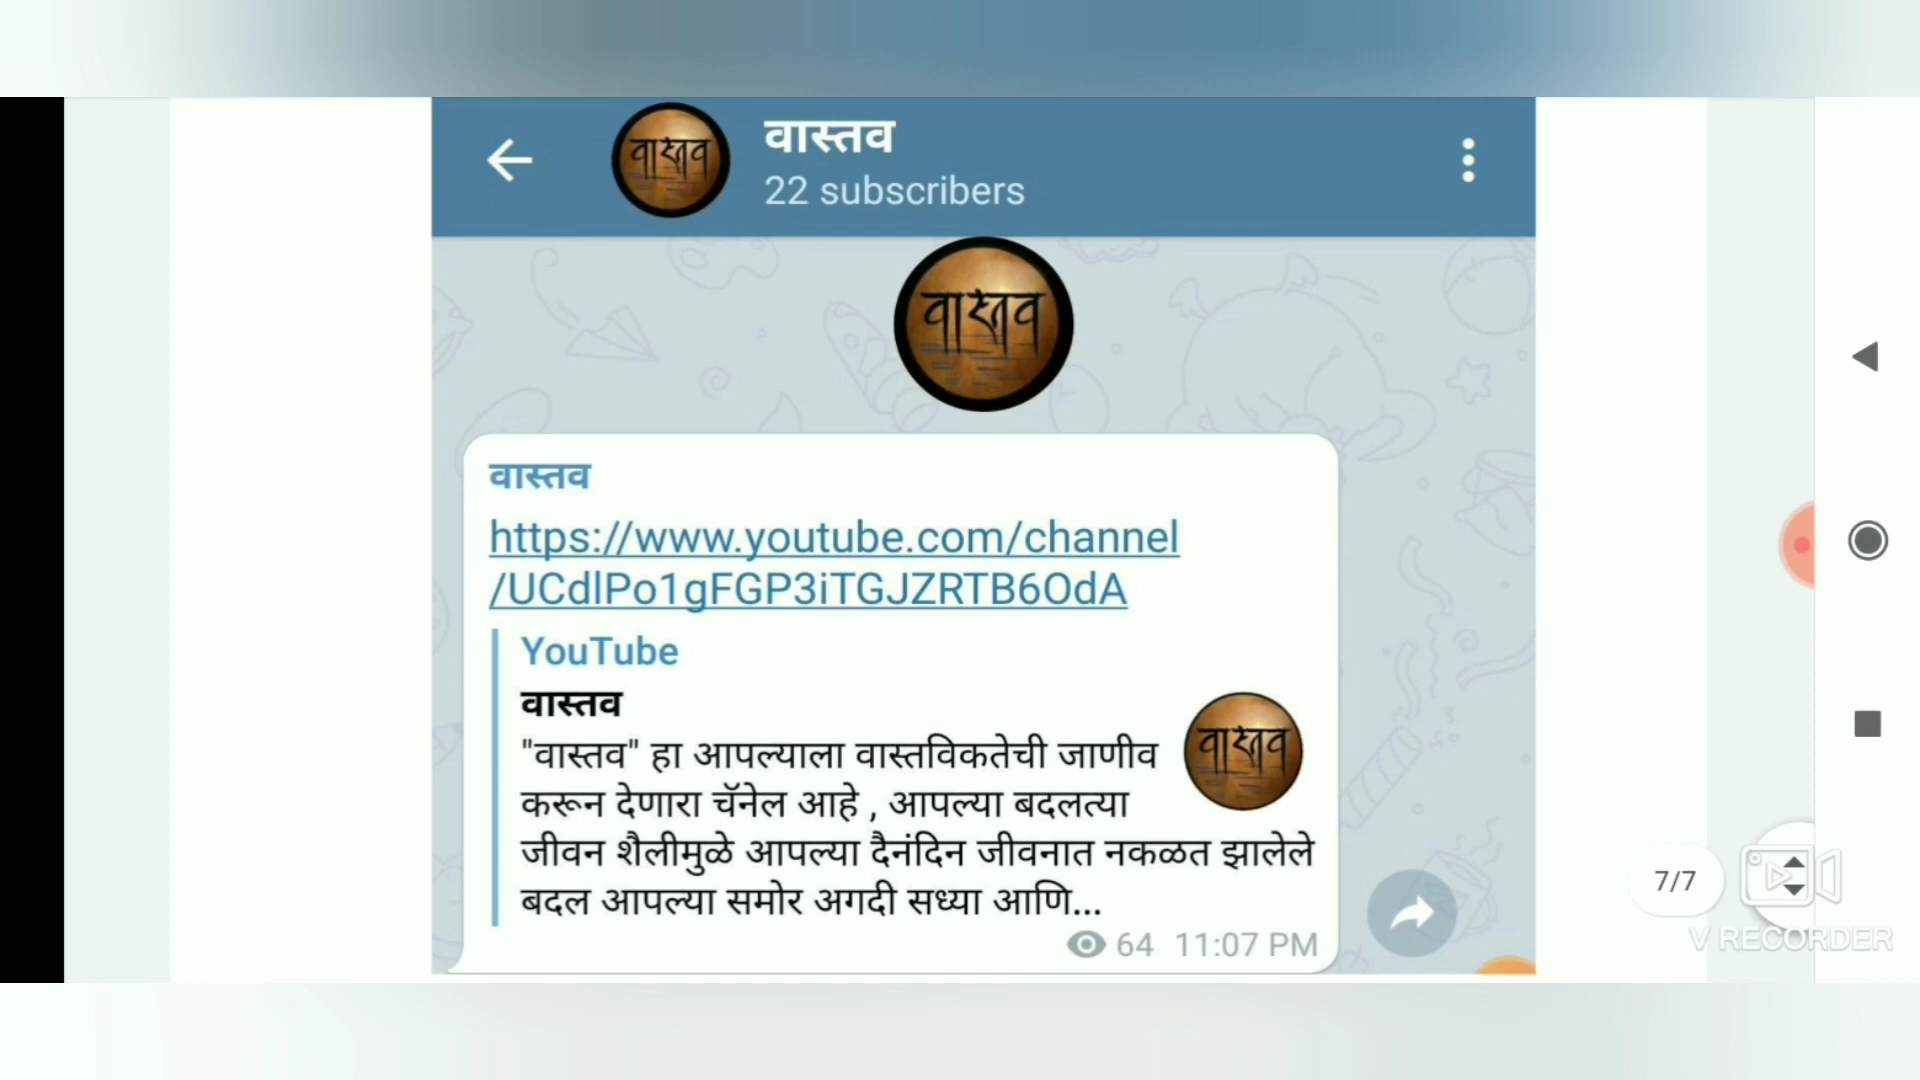 वास्तव
वास्तव
22 subscribers
वास्तव
वास्तव
https://www.youtube.com/channel
/UCdlPo1gFGP3iTGJZRTB6OdA
YouTube
वास्तव
"वास्तव" हा आपल्याला वास्तविकतेची जाणीव
वास्तव
करून देणारा चॅनेल आहे , आपल्या बदलत्या
जीवन शैलीमुळे आपल्या दैनंदिन जीवनात नकळत झालेले
बदल आपल्या समोर अगदी सध्या आणि...
64 11:07 PM
7/7
V RECORDER